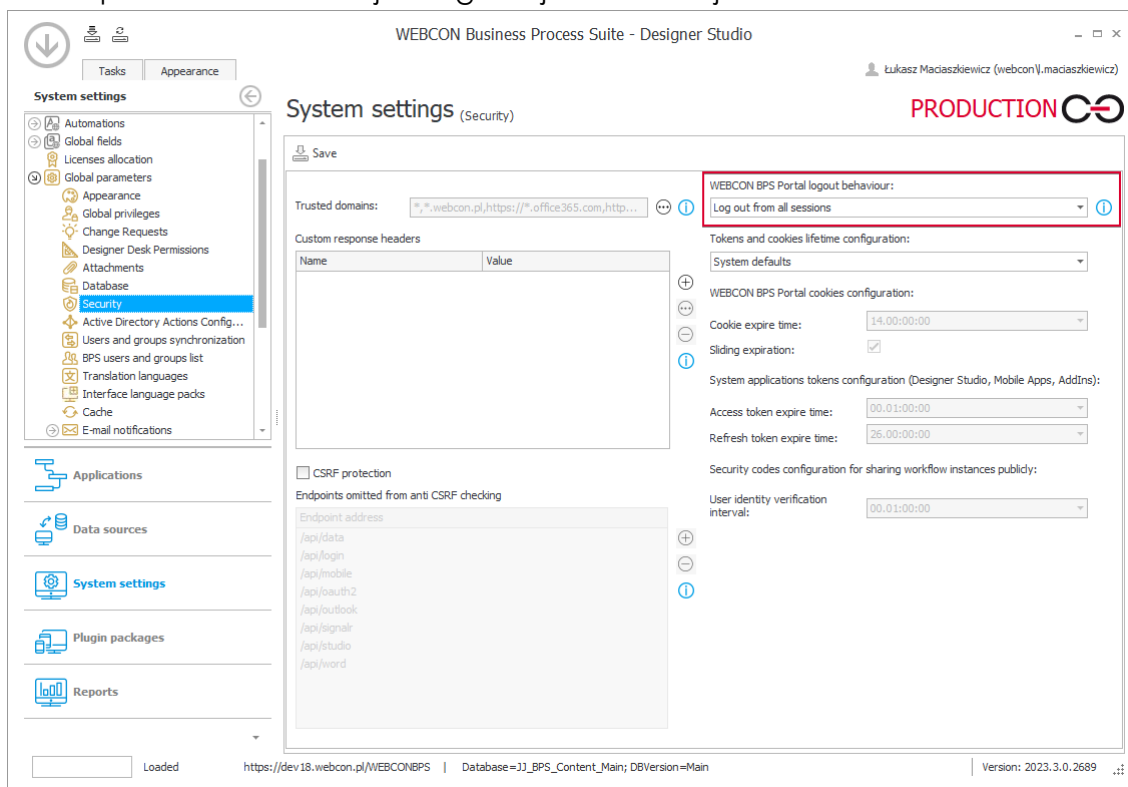 WEBCON Business Process Suite - Designer Studio
Tasks
Appearance
Łukasz Maciaszkiewicz (webcon\l.maciaszkiewicz)
System settings
Automations
Global fields
Licenses allocation
Global parameters
Appearance
Global privileges
Change Requests
Designer Desk Permissions
Attachments
Database
Security
Active Directory Actions Config...
Users and groups synchronization
BPS users and groups list
Translation languages
Interface language packs
Cache
E-mail notifications
Applications
Data sources
System settings
Plugin packages
Reports
System settings (Security)
PRODUCTION
Save
Trusted domains:
*,*.webcon.pl,https://*.office365.com,http...
Custom response headers
Name
Value
CSRF protection
Endpoints omitted from anti CSRF checking
Endpoint address
/api/data
/api/login
/api/mobile
/api/oauth2
/api/outlook
/api/signalr
/api/studio
/api/word
WEBCON BPS Portal logout behaviour:
Log out from all sessions
Tokens and cookies lifetime configuration:
System defaults
WEBCON BPS Portal cookies configuration:
Cookie expire time:
14.00:00:00
Sliding expiration:
System applications tokens configuration (Designer Studio, Mobile Apps, AddIns):
Access token expire time:
00.01:00:00
Refresh token expire time:
26.00:00:00
Security codes configuration for sharing workflow instances publicly:
User identity verification
interval:
00.01:00:00
Loaded
https://dev18.webcon.pl/WEBCONBPS | Database=JJ_BPS_Content_Main; DBVersion=Main
Version: 2023.3.0.2689